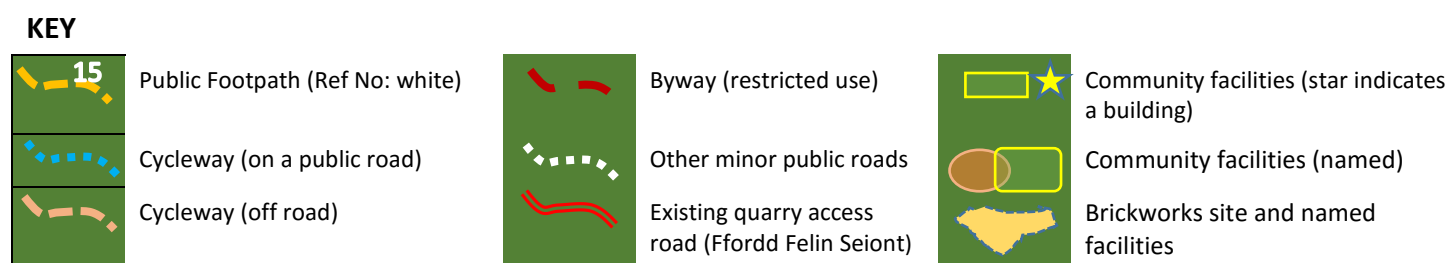 KEY
15
Public Footpath (Ref No: white)
Cycleway (on a public road)
Cycleway (off road)
Byway (restricted use)
Other minor public roads
Existing quarry access
road (Ffordd Felin Seiont)
Community facilities (star indicates
a building)
Community facilities (named)
Brickworks site and named
facilities